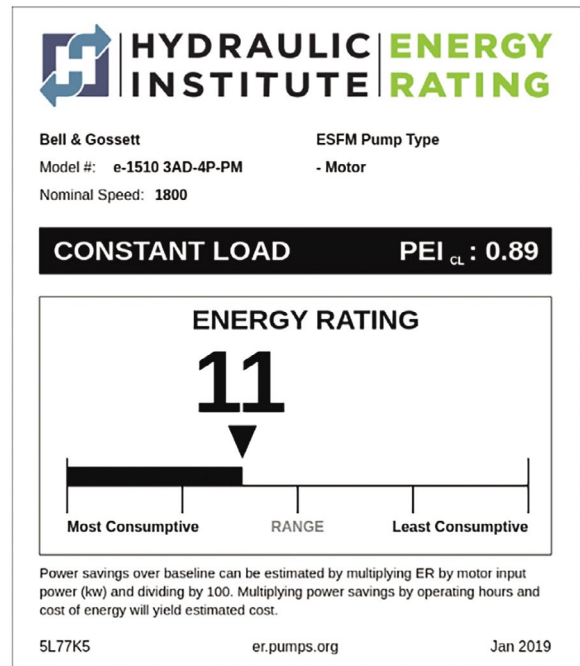 HYDRAULIC INSTITUTE ENERGY RATING
Bell & Gossett
ESFM Pump Type
Model #: e-1510 3AD-4P-PM
- Motor
Nominal Speed: 1800
CONSTANT LOAD PEI CL : 0.89
ENERGY RATING
11
Most Consumptive RANGE Least Consumptive
Power savings over baseline can be estimated by multiplying ER by motor input
power (kw) and dividing by 100. Multiplying power savings by operating hours and
cost of energy will yield estimated cost.
5L77K5 er.pumps.org Jan 2019